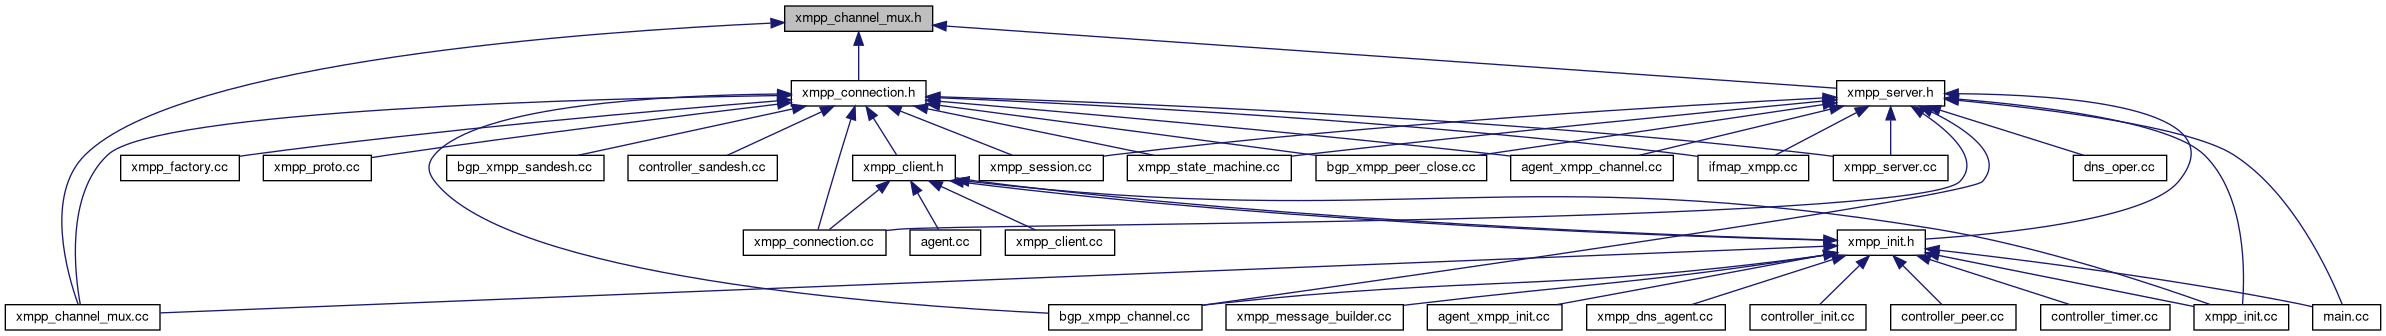 xmpp_channel_mux.h
xmpp_connection.h
xmpp_server.h
xmpp_factory.cc
xmpp_proto.cc
bgp_xmpp_sandesh.cc
controller_sandesh.cc
xmpp_client.h
xmpp_session.cc
xmpp_state_machine.cc
bgp_xmpp_peer_close.cc
agent_xmpp_channel.cc
ifmap_xmpp.cc
xmpp_server.cc
dns_oper.cc
xmpp_connection.cc
agent.cc
xmpp_client.cc
xmpp_init.h
xmpp_channel_mux.cc
bgp_xmpp_channel.cc
xmpp_message_builder.cc
agent_xmpp_init.cc
xmpp_dns_agent.cc
controller_init.cc
controller_peer.cc
controller_timer.cc
xmpp_init.cc
main.cc